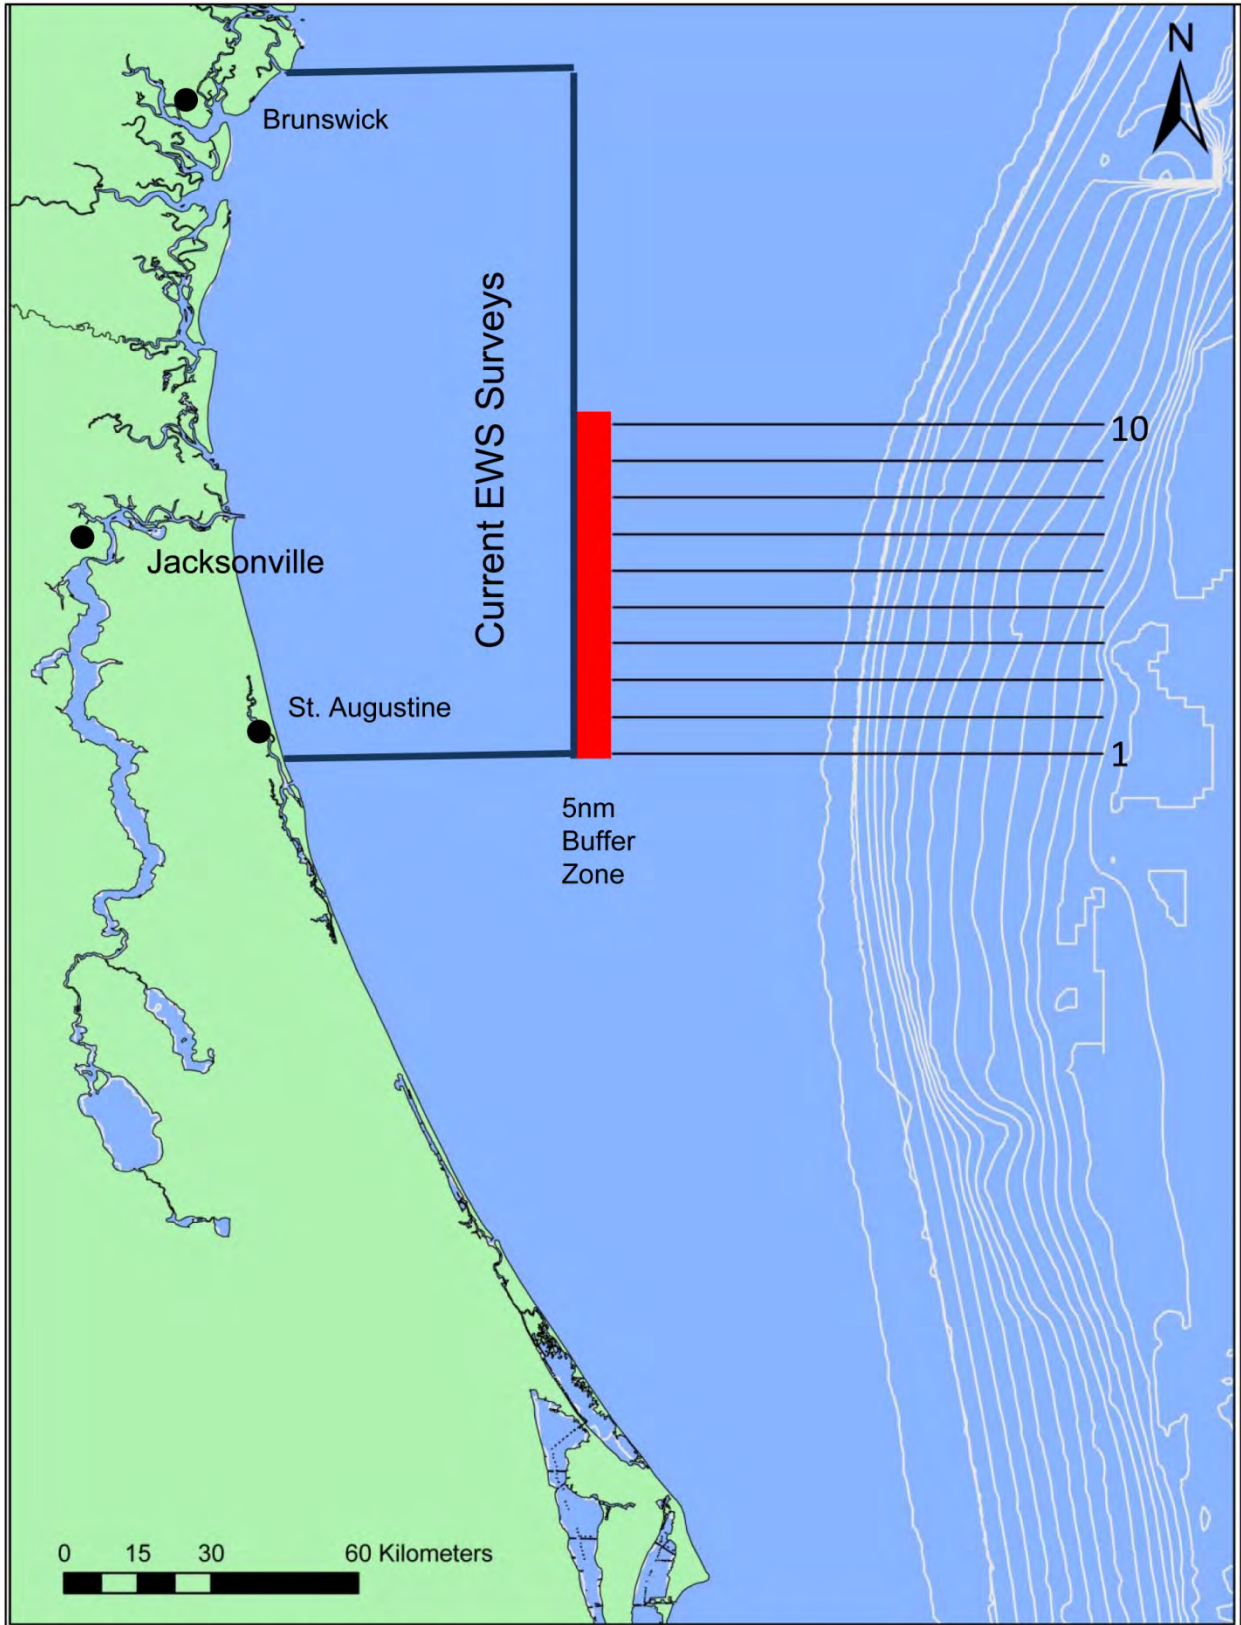 N
Brunswick
Current EWS Surveys
10
Jacksonville
St. Augustine
1
5nm
Buffer
Zone
0 15 30 60 Kilometers